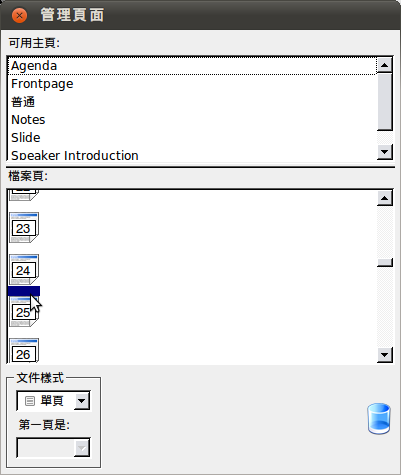 管理頁面
可用主頁:
Agenda
Frontpage
普通
Notes
Slide
Speaker Introduction
檔案頁:
23
24
25
26
文件樣式
單頁
第一頁是: